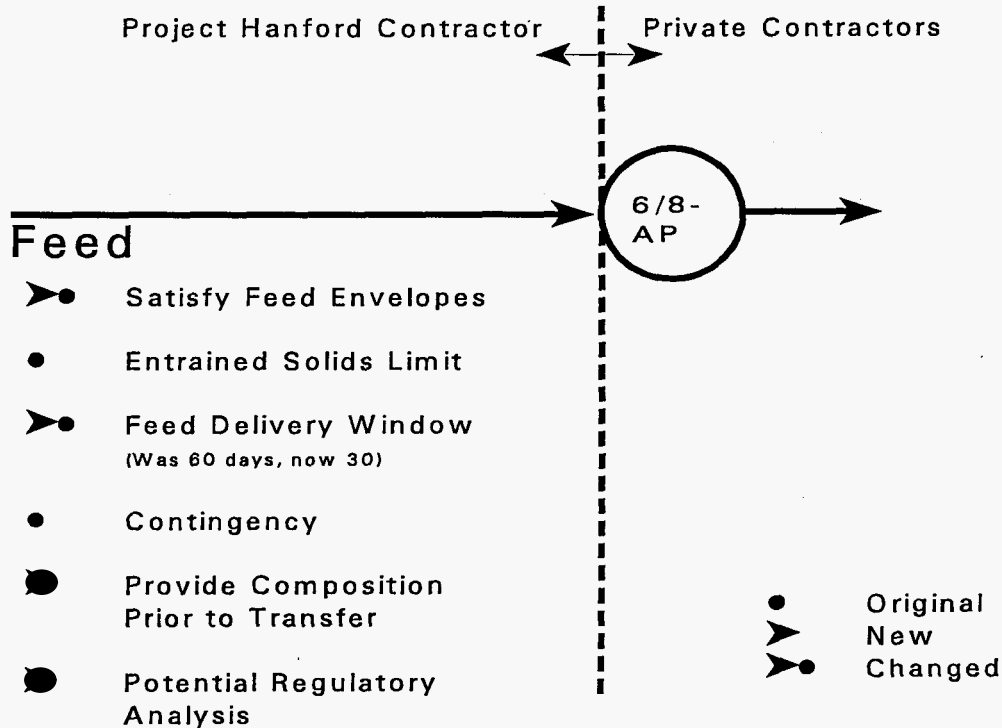 Project Hanford Contractor
Private Contractors
6/8-
AP
Feed
Satisfy Feed Envelopes
Entrained Solids Limit
Feed Delivery Window
(Was 60 days, now 30)
Contingency
Provide Composition
Prior to Transfer
Potential Regulatory
Analysis
Original
New
Changed